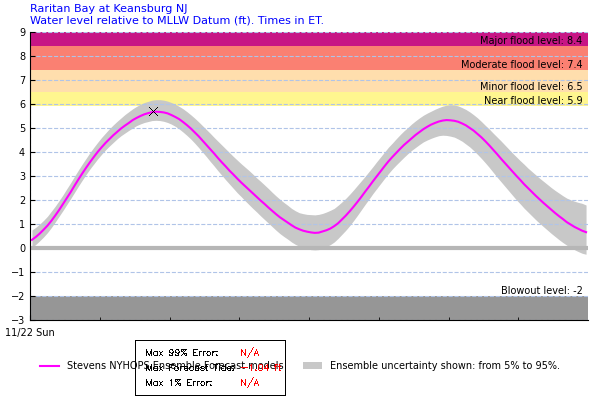 Raritan Bay at Keansburg NJ
Water level relative to MLLW Datum (ft). Times in ET.
9
Major flood level: 8.4
8
Moderate flood level: 7.4
7
Minor flood level: 6.5
6
Near flood level: 5.9
5
4
3
2
1
0
−1
−2
Blowout level: -2
−3
11/22 Sun
Max 99% Error: N/A
Stevens NYHOPS Ensemble Forecast models
Max Forecast Tide:
Ensemble uncertainty shown: from 5% to 95%.
Max 1% Error: N/A